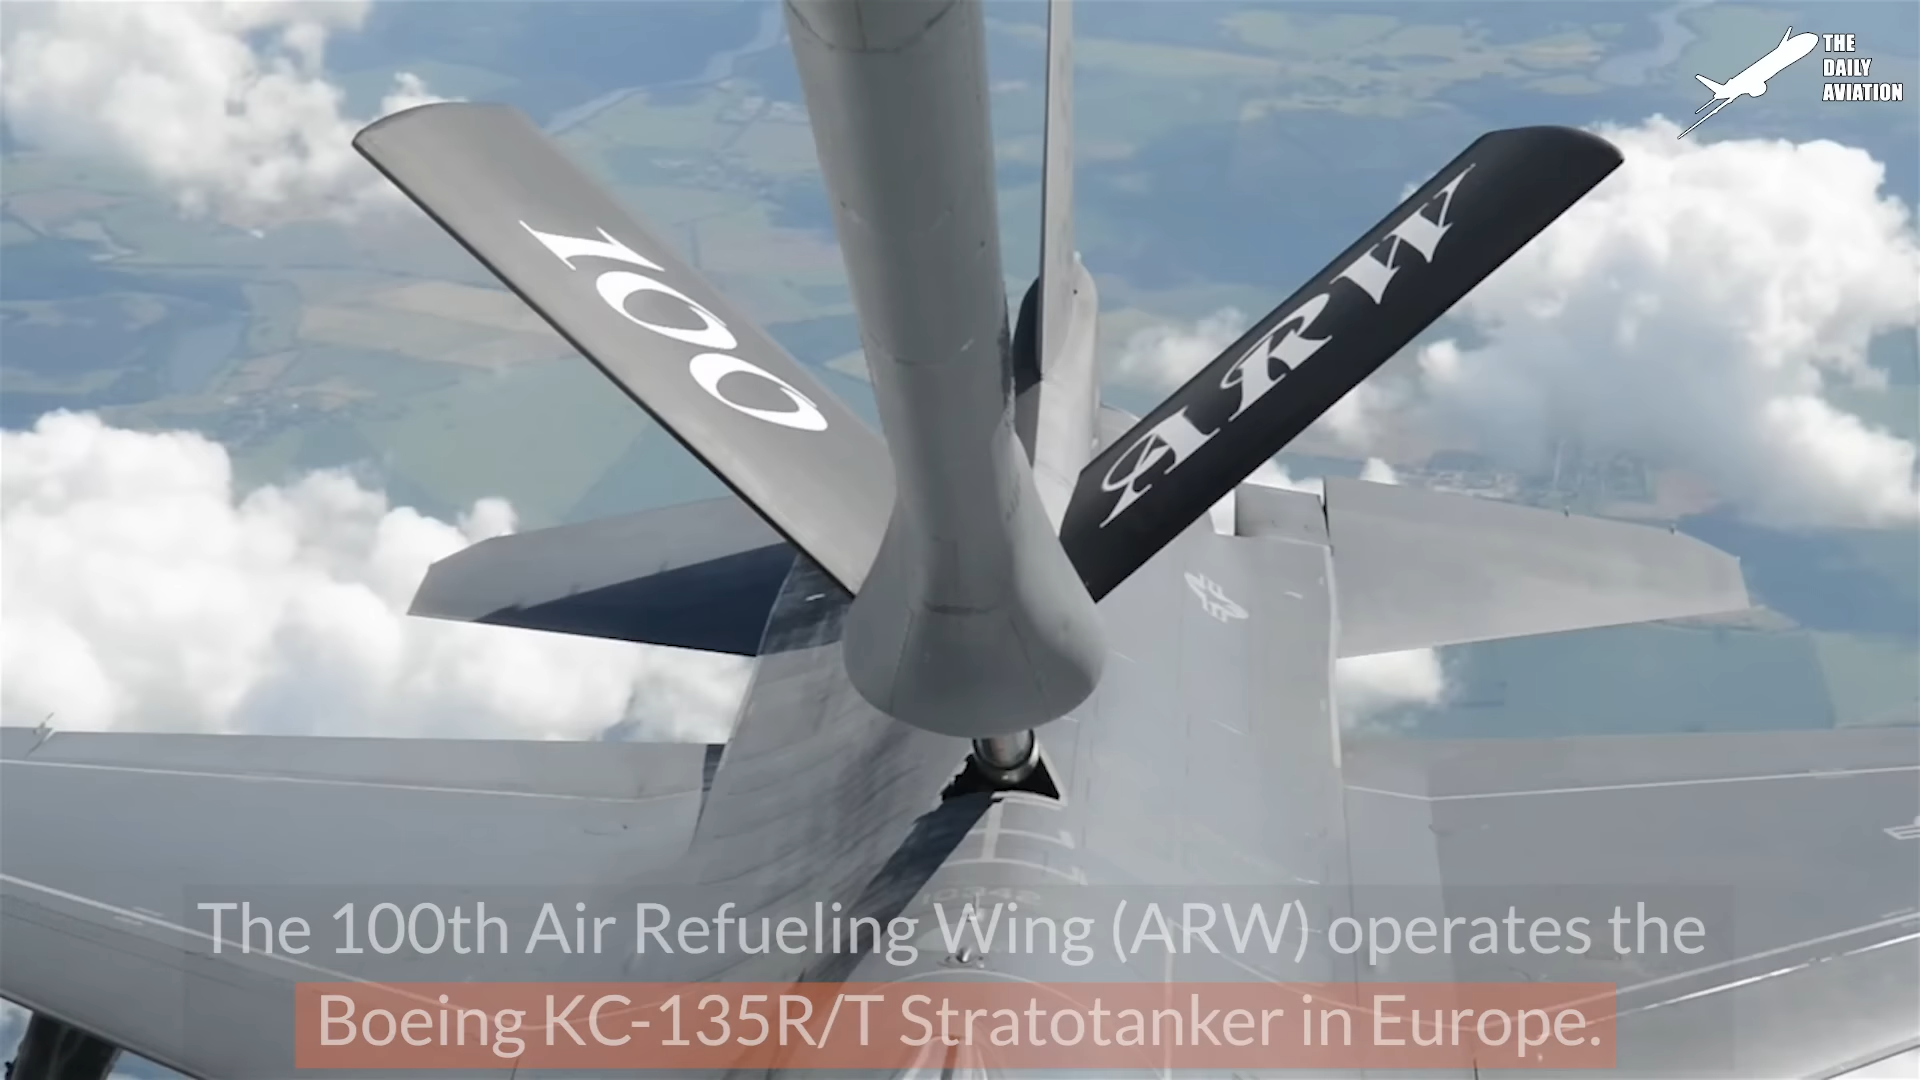 THE
DAILY
AVIATION
100
ARW
AF
The 100th Air Refueling Wing (ARW) operates the
Boeing KC-135R/T Stratotanker in Europe.